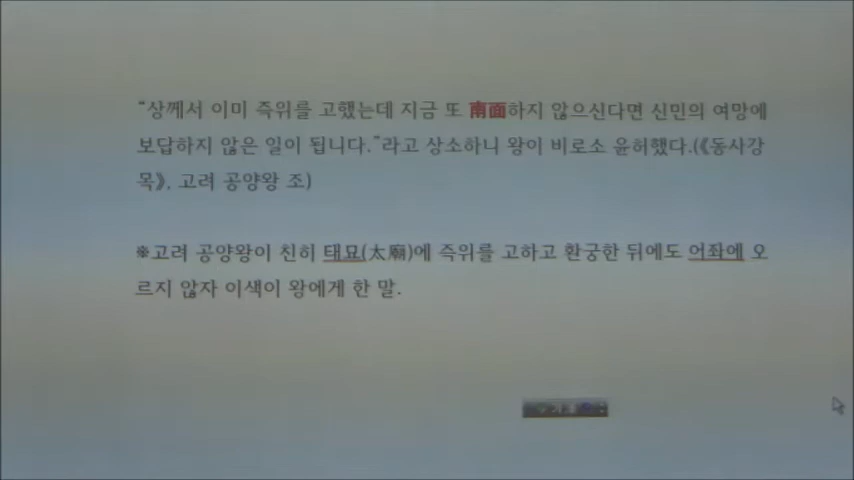 “상께서 이미 즉위를 고했는데 지금 또 南面하지 않으신다면 신민의 여망에
보답하지 않은 일이 됩니다.”라고 상소하니 왕이 비로소 윤허했다.(《동사강
목》, 고려 공양왕 조)
※고려 공양왕이 친히 태묘(太廟)에 즉위를 고하고 환궁한 뒤에도 어좌에 오
르지 않자 이색이 왕에게 한 말.